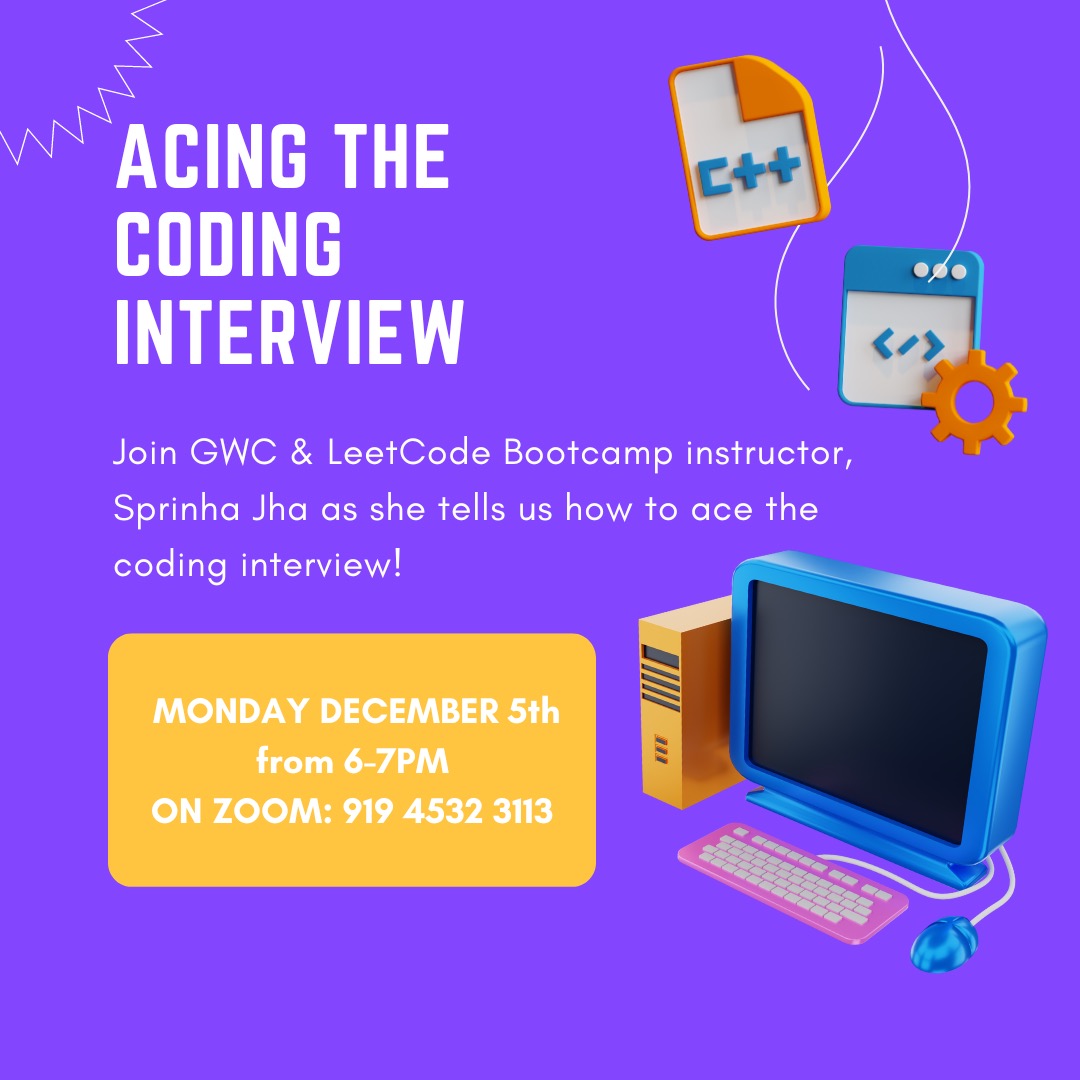 ACING THE
CODING
INTERVIEW
C++
</>
Join GWC & LeetCode Bootcamp instructor,
Sprinha Jha as she tells us how to ace the
coding interview!
MONDAY DECEMBER 5th
from 6-7PM
ON ZOOM: 919 4532 3113